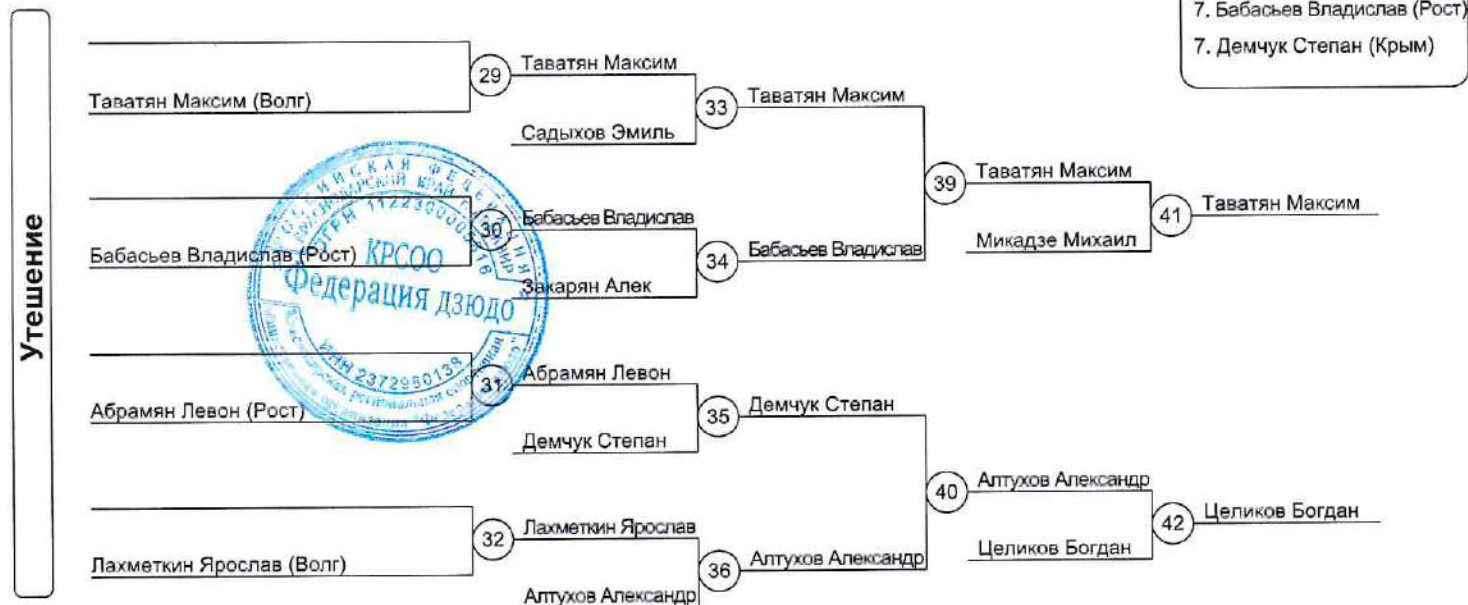 7. Бабасьев Владислав (Рост)
7. Демчук Степан (Крым)
Утешение
Таватян Максим (Волг)
29
Таватян Максим
Садыхов Эмиль
33
Таватян Максим
Бабасьев Владислав (Рост)
30
Бабасьев Владислав
Закарян Алек
34
Бабасьев Владислав
39
Таватян Максим
Микадзе Михаил
41
Таватян Максим
Абрамян Левон (Рост)
31
Абрамян Левон
Демчук Степан
35
Демчук Степан
Лахметкин Ярослав (Волг)
32
Лахметкин Ярослав
Алтухов Александр
36
Алтухов Александр
40
Алтухов Александр
Целиков Богдан
42
Целиков Богдан
КРСОО
Федерация дзюдо
ИНН 2372980138